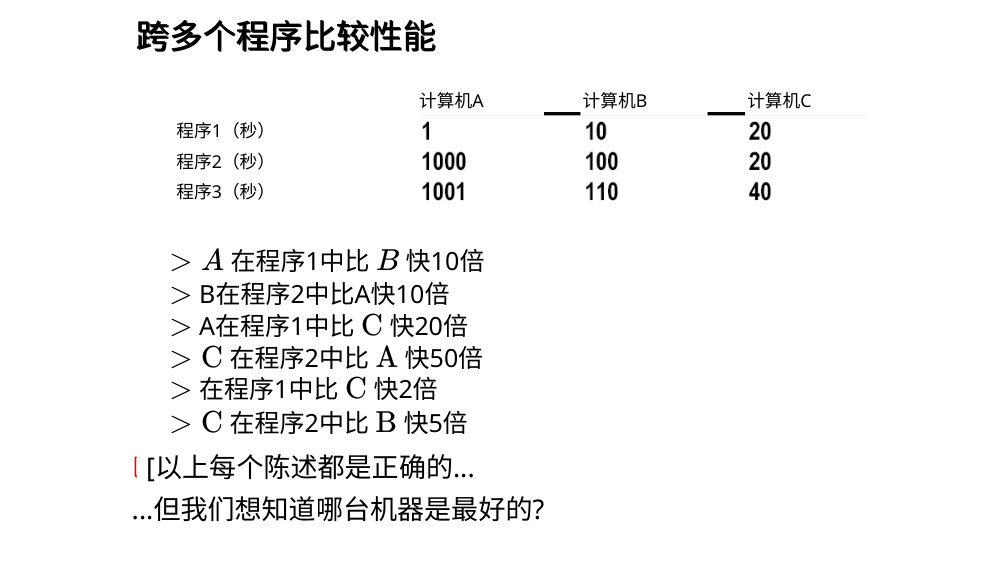 跨多个程序比较性能
计算机A 计算机B 计算机C
程序1（秒） 1 10 20
程序2（秒） 1000 100 20
程序3（秒） 1001 110 40
> A 在程序1中比 B 快10倍
> B在程序2中比A快10倍
> A在程序1中比 C 快20倍
> C 在程序2中比 A 快50倍
> 在程序1中比 C 快2倍
> C 在程序2中比 B 快5倍
[以上每个陈述都是正确的...
...但我们想知道哪台机器是最好的?